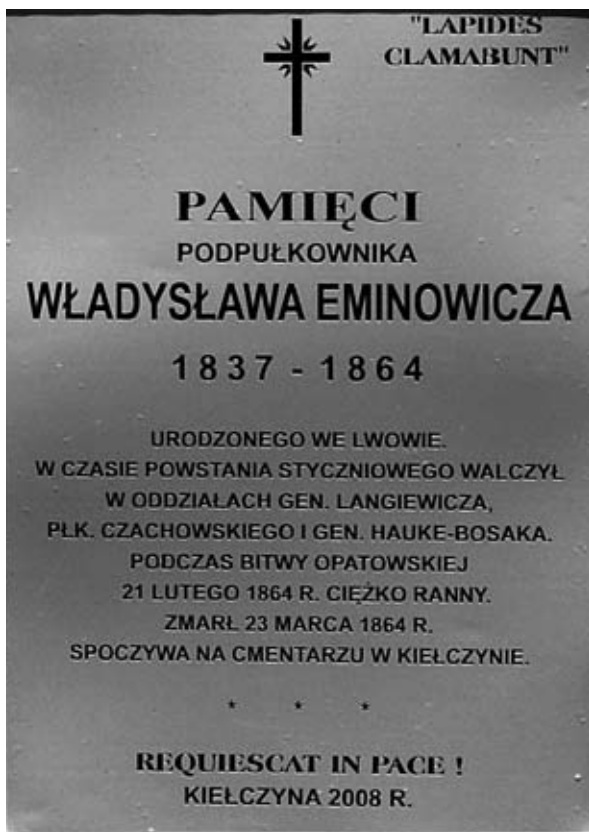 "LAPIDES
CLAMABUNT"
PAMIĘCI
PODPUŁKOWNIKA
WŁADYSŁAWA EMINOWICZA
1837 - 1864
URODZONEGO WE LWOWIE.
W CZASIE POWSTANIA STYCZNIOWEGO WALCZYŁ
W ODDZIAŁACH GEN. LANGIEWICZA,
PŁK. CZACHOWSKIEGO I GEN. HAUKE-BOSAKA.
PODCZAS BITWY OPATOWSKIEJ
21 LUTEGO 1864 R. CIĘŻKO RANNY.
ZMARŁ 23 MARCA 1864 R.
SPOCZYWA NA CMENTARZU W KIEŁCZYNIE.
* * *
REQUIESCAT IN PACE !
KIEŁCZYNA 2008 R.